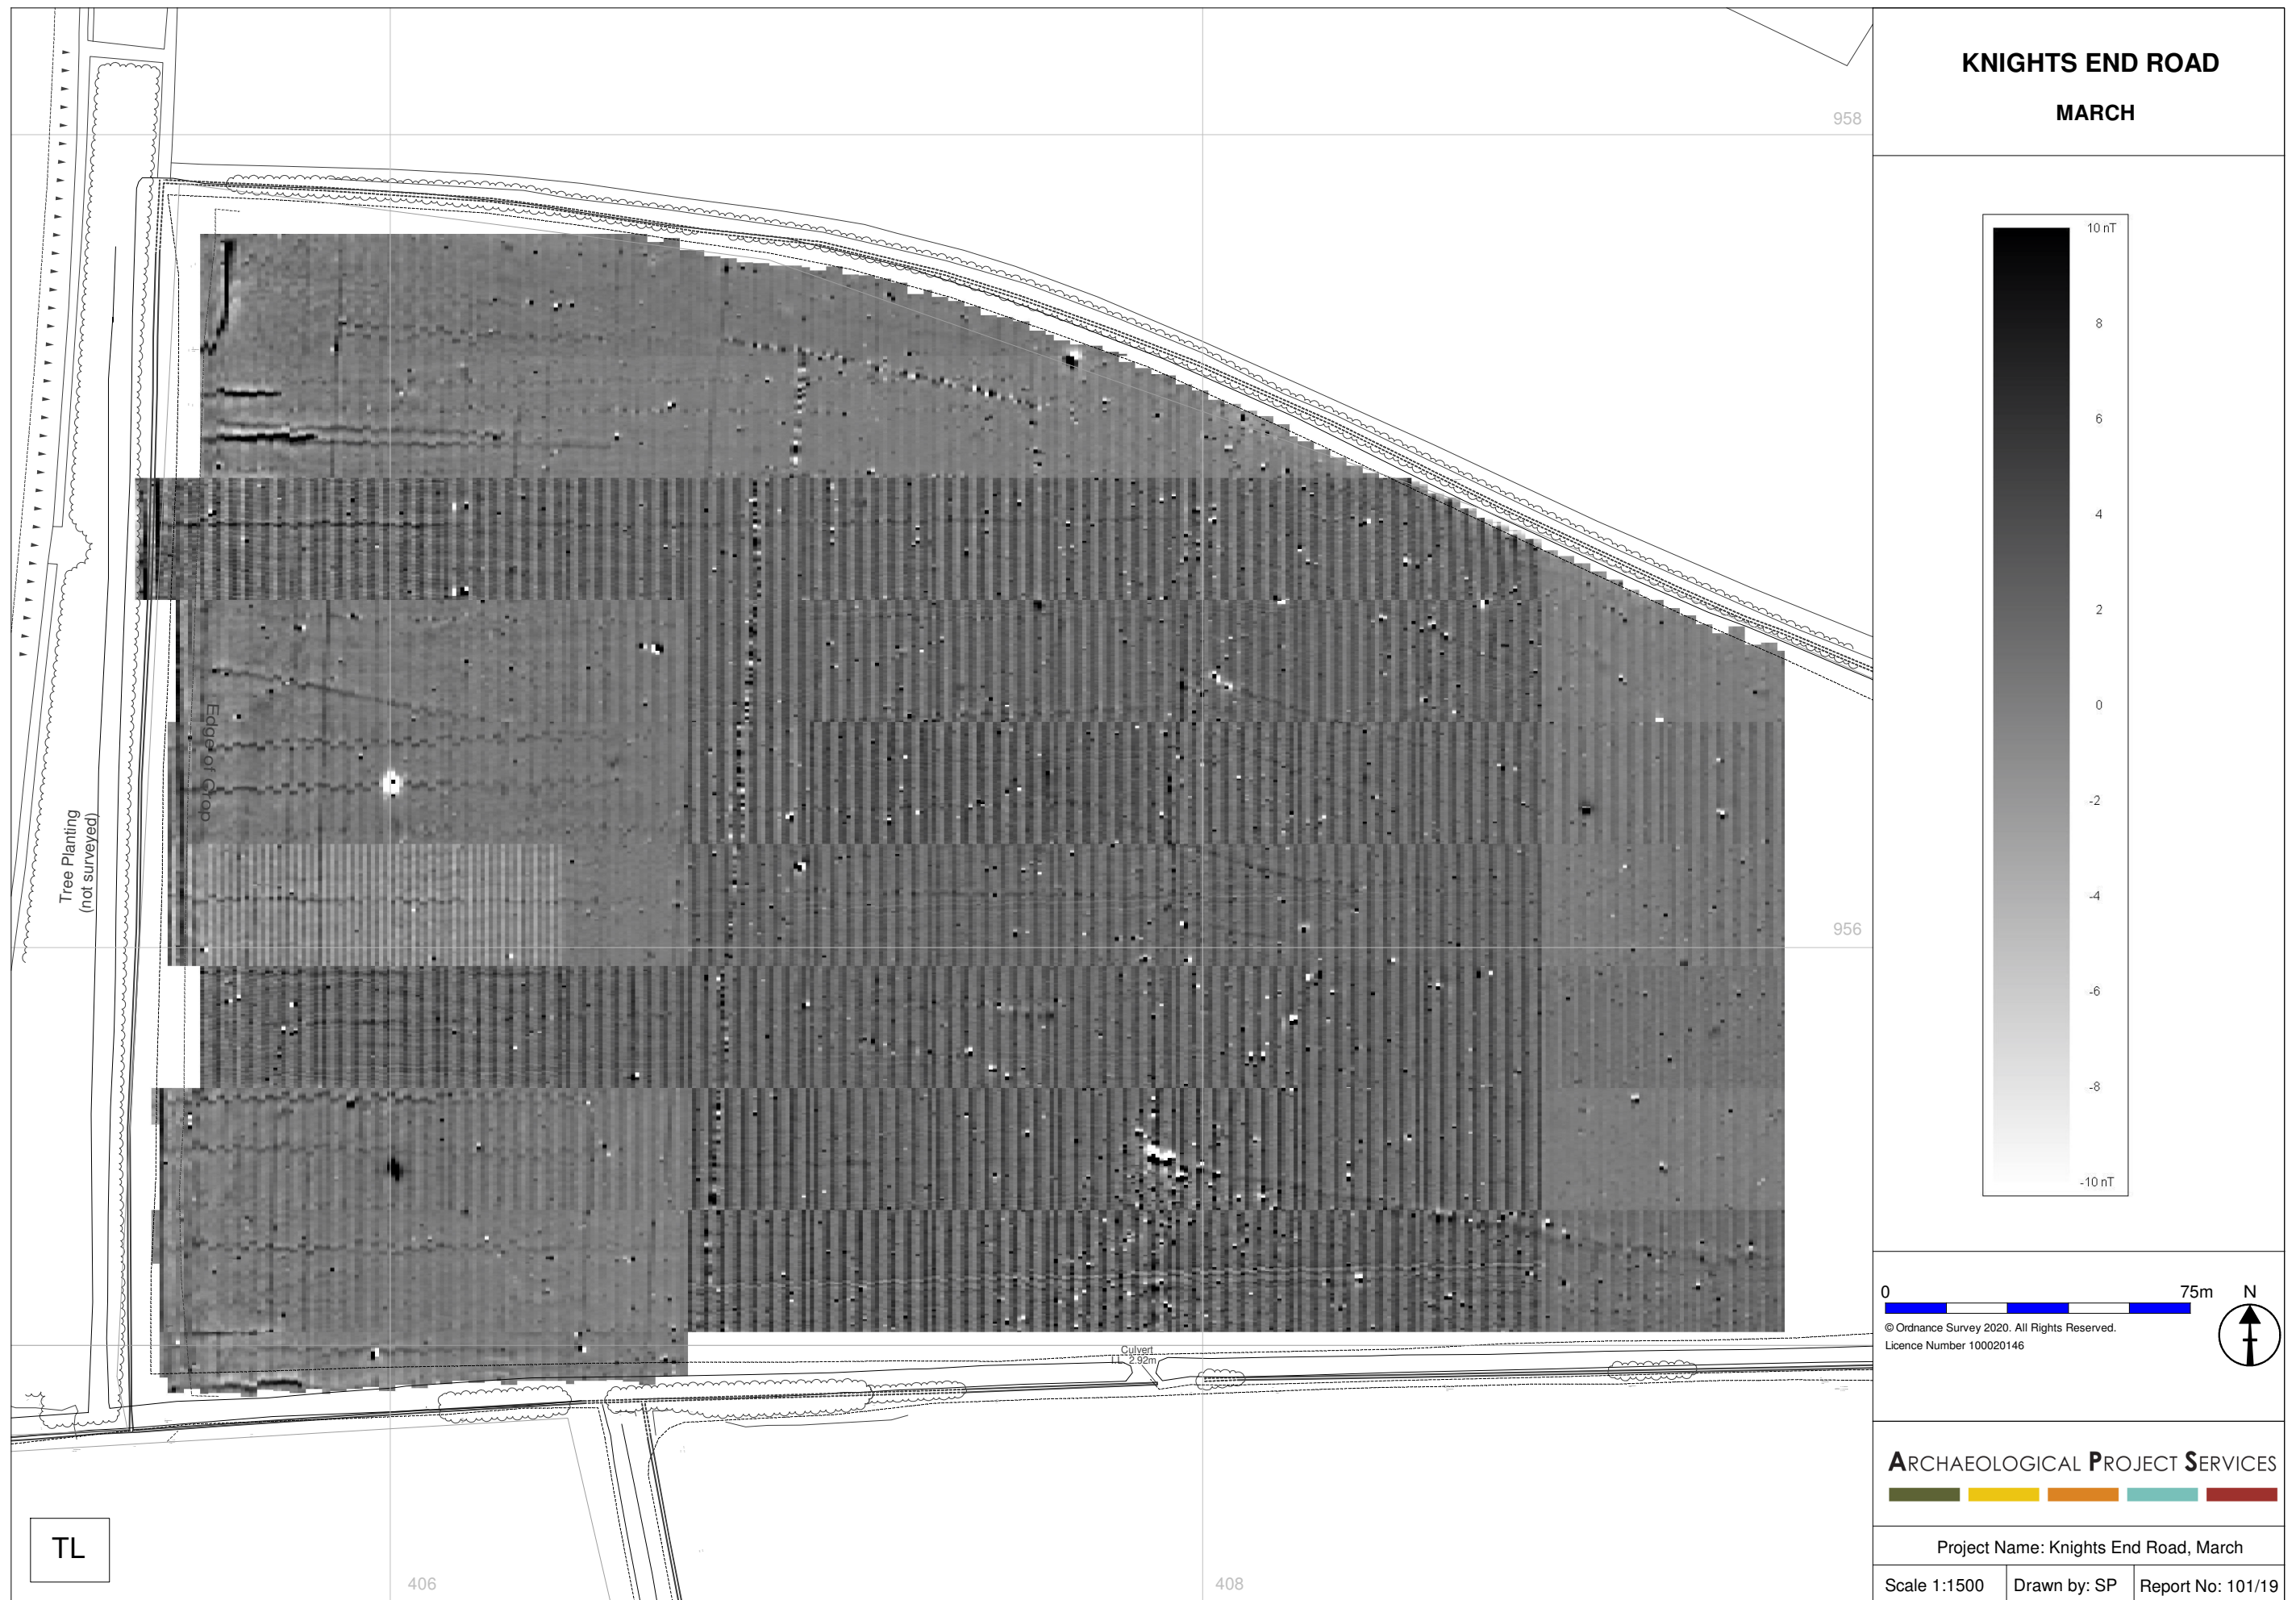 KNIGHTS END ROAD
MARCH
958
10 nT
8
6
4
2
0
-2
-4
-6
-8
-10 nT
Edge of Crop
Tree Planting
(not surveyed)
956
Culvert
I.L. 2.92m
0
75m
N
© Ordnance Survey 2020. All Rights Reserved.
Licence Number 100020146
ARCHAEOLOGICAL PROJECT SERVICES
TL
406
408
Project Name: Knights End Road, March
Scale 1:1500
Drawn by: SP
Report No: 101/19